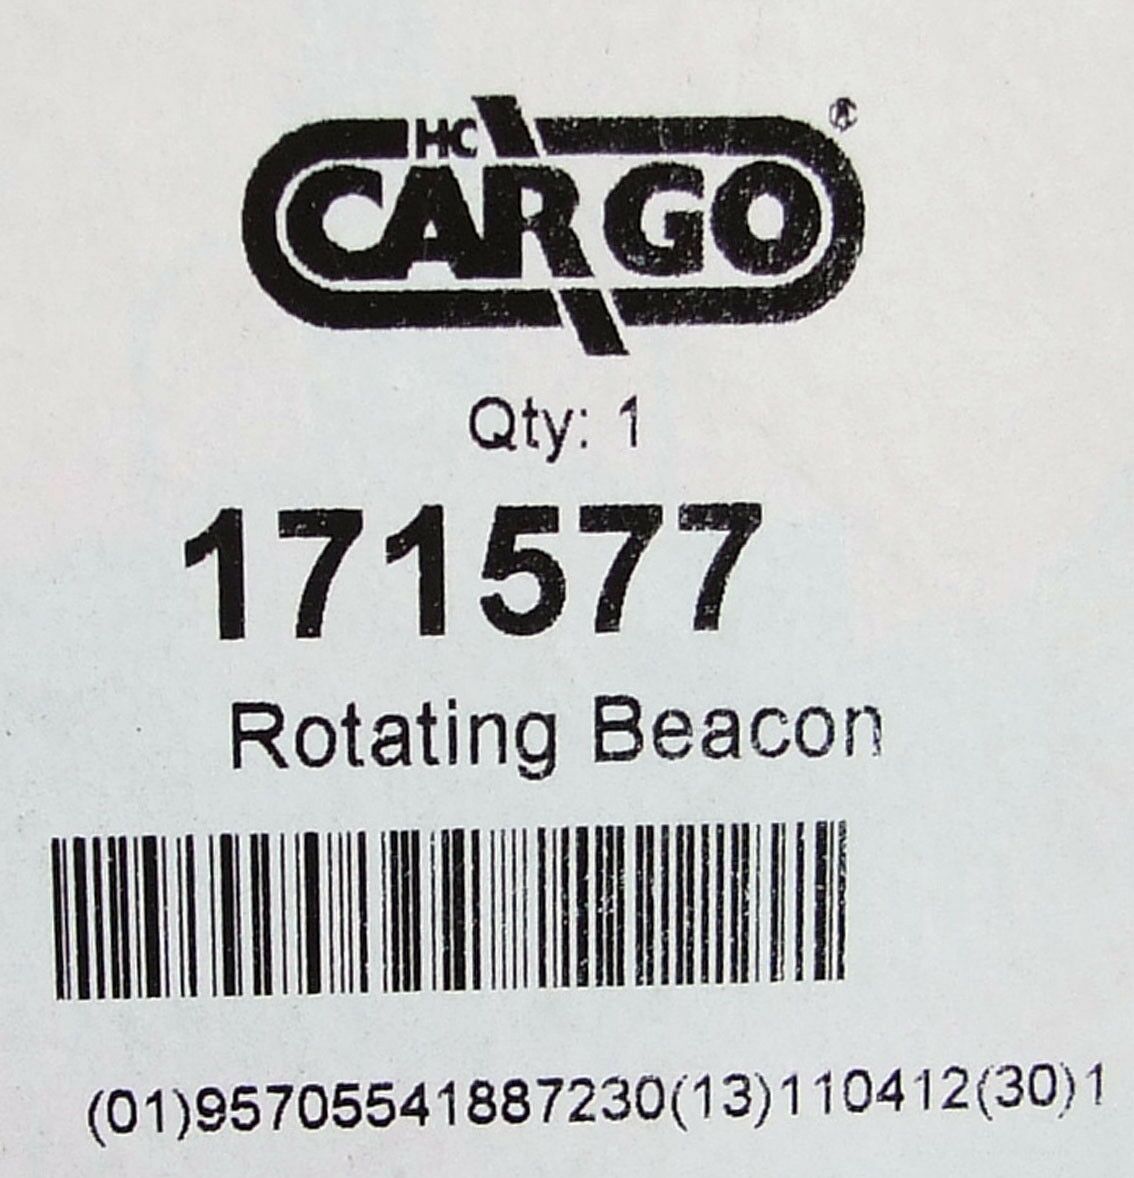 HC
CARGO®
Qty: 1
171577
Rotating Beacon
(01)95705541887230(13)110412(30)1